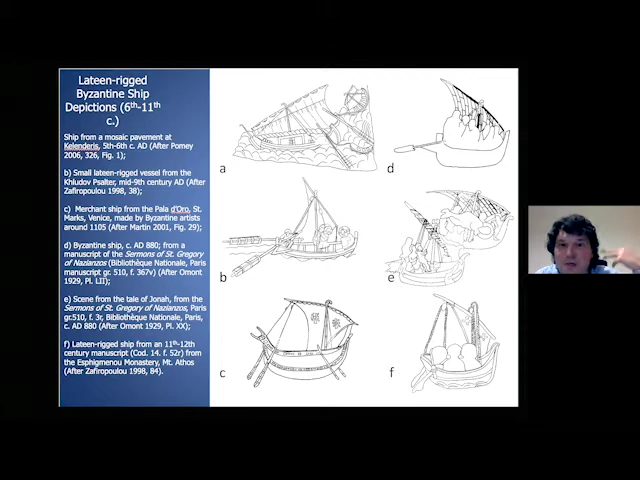 Lateen-rigged
Byzantine Ship
Depictions (6th-11th
c.)
Ship from a mosaic pavement at
Kelenderis, 5th-6th c. AD (After Pomey
2006, 326, Fig. 1);
b) Small lateen-rigged vessel from the
Khludov Psalter, mid-9th century AD (After
Zafiropoulou 1998, 38);
c) Merchant ship from the Pala d'Oro, St.
Marks, Venice, made by Byzantine artists
around 1105 (After Martin 2001, Fig. 29);
d) Byzantine ship, c. AD 880; from a
manuscript of the Sermons of St. Gregory
of Nazianzos (Bibliothèque Nationale, Paris
manuscript gr. 510, f. 367v) (After Omont
1929, Pl. LII);
e) Scene from the tale of Jonah, from the
Sermons of St. Gregory of Nazianzos, Paris
gr.510, f. 3r, Bibliothèque Nationale, Paris,
c. AD 880 (After Omont 1929, Pl. XX);
f) Lateen-rigged ship from an 11th-12th
century manuscript (Cod. 14. f. 52r) from
the Esphigmenou Monastery, Mt. Athos
(After Zafiropoulou 1998, 84).
a
d
b
e
c
f